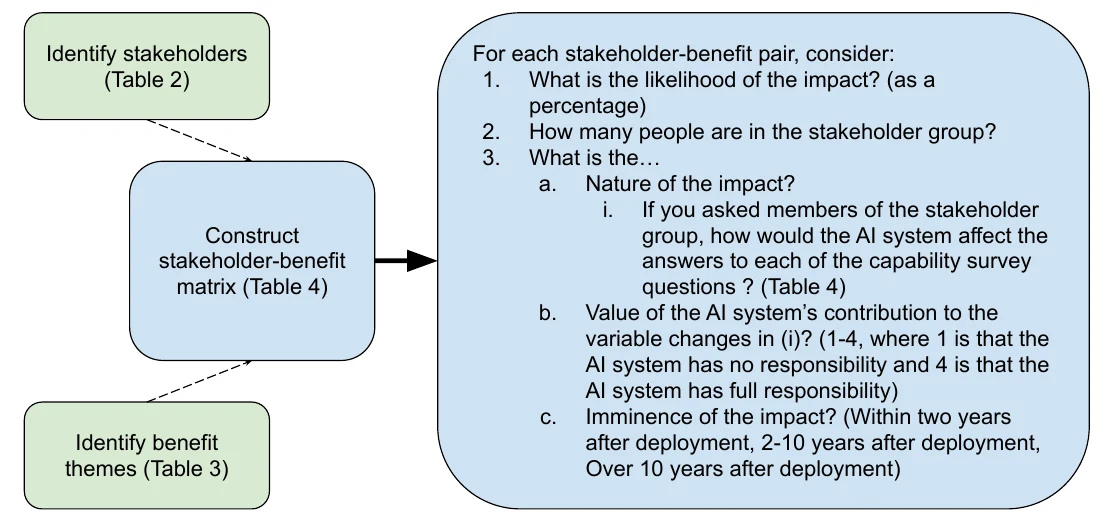 Identify stakeholders
(Table 2)
Construct
stakeholder-benefit
matrix (Table 4)
Identify benefit
themes (Table 3)
For each stakeholder-benefit pair, consider:
1. What is the likelihood of the impact? (as a
percentage)
2. How many people are in the stakeholder group?
3. What is the…
a. Nature of the impact?
i. If you asked members of the stakeholder
group, how would the AI system affect the
answers to each of the capability survey
questions ? (Table 4)
b. Value of the AI system’s contribution to the
variable changes in (i)? (1-4, where 1 is that the
AI system has no responsibility and 4 is that the
AI system has full responsibility)
c. Imminence of the impact? (Within two years
after deployment, 2-10 years after deployment,
Over 10 years after deployment)